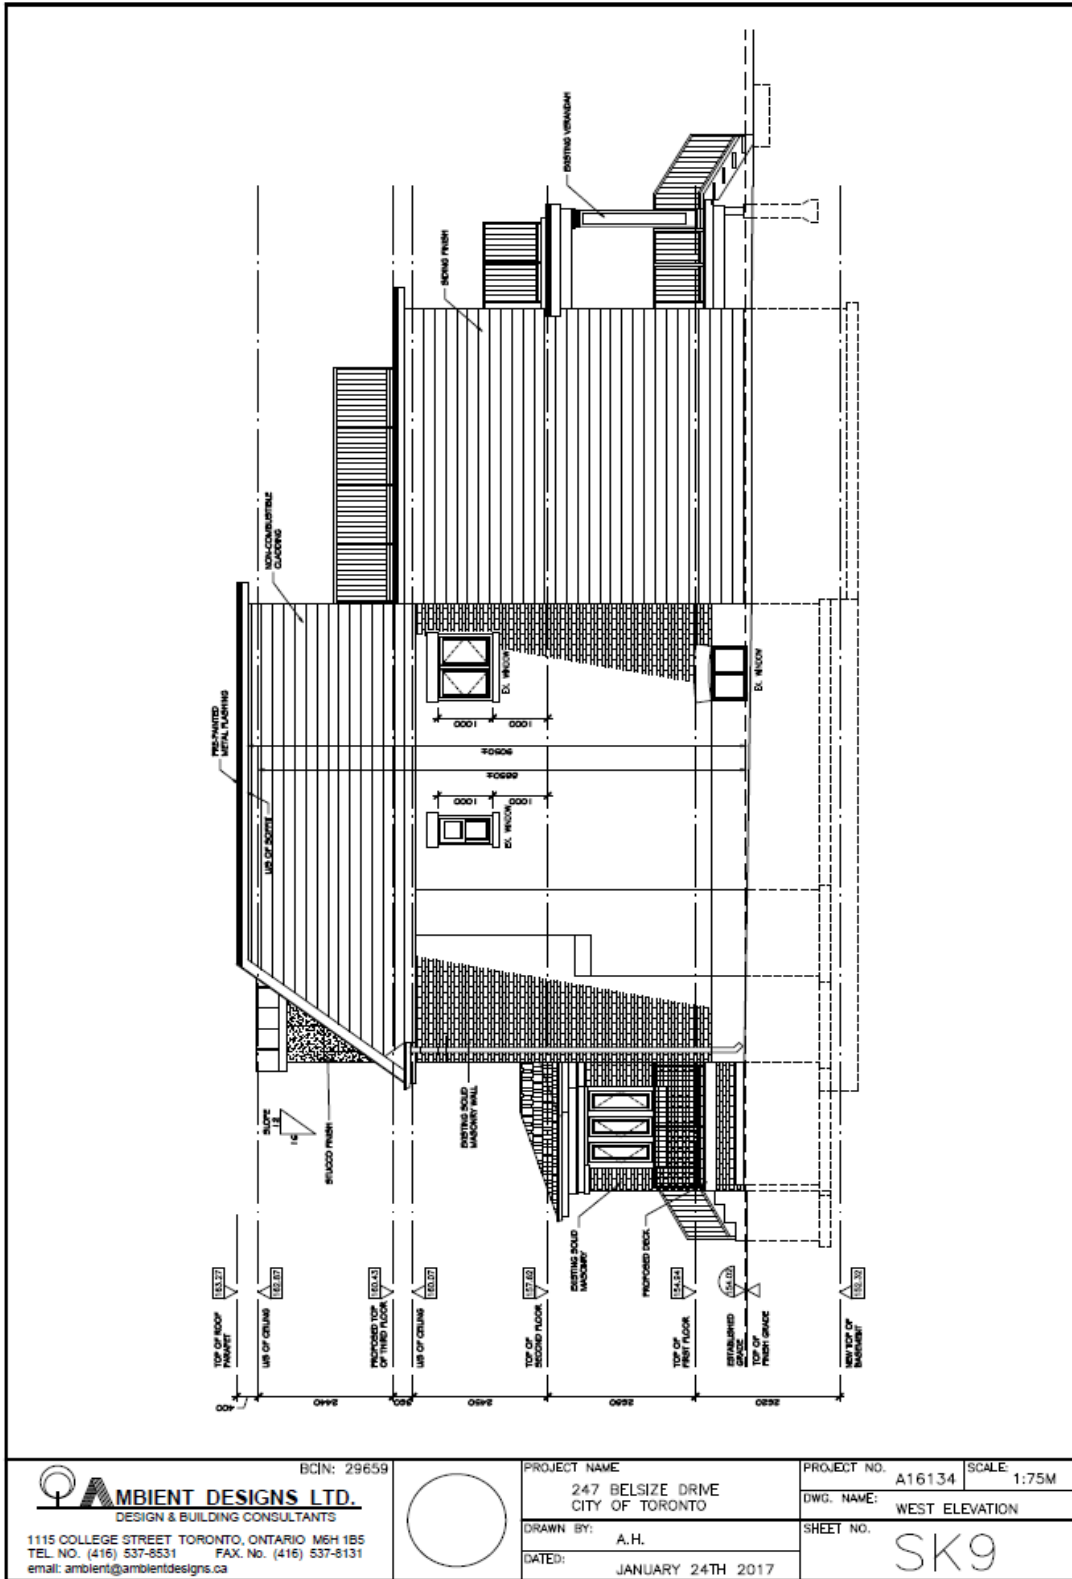 EXISTING VERANDAH
SIDING FINISH
NON-COMBUSTIBLE
CLADDING
PRE-PAINTED
METAL FLASHING
U/S OF SOFFIT
EX. WINDOW
EX. WINDOW
EX. WINDOW
1000
1000
9250±
8850±
1000
1000
SLOPE
12
16
STUCCO FINISH
EXISTING SOLID
MASONRY WALL
EXISTING SOLID
MASONRY
PROPOSED DECK
163.27
TOP OF ROOF
PARAPET
162.87
U/S OF CEILING
160.43
PROPOSED TOP
OF THIRD FLOOR
160.07
U/S OF CEILING
157.62
TOP OF
SECOND FLOOR
154.94
TOP OF
FIRST FLOOR
154.02
ESTABLISHED
GRADE
TOP OF
FINISH GRADE
152.32
NEW TOP OF
BASEMENT
400
2440
360
2450
2680
2620
BCIN: 29659
AMBIENT DESIGNS LTD.
DESIGN & BUILDING CONSULTANTS
1115 COLLEGE STREET TORONTO, ONTARIO M6H 1B5
TEL. NO. (416) 537-8531 FAX. No. (416) 537-8131
email: ambient@ambientdesigns.ca
PROJECT NAME
247 BELSIZE DRIVE
CITY OF TORONTO
DRAWN BY:
A.H.
DATED:
JANUARY 24TH 2017
PROJECT NO.
A16134
SCALE:
1:75M
DWG. NAME:
WEST ELEVATION
SHEET NO.
SK9